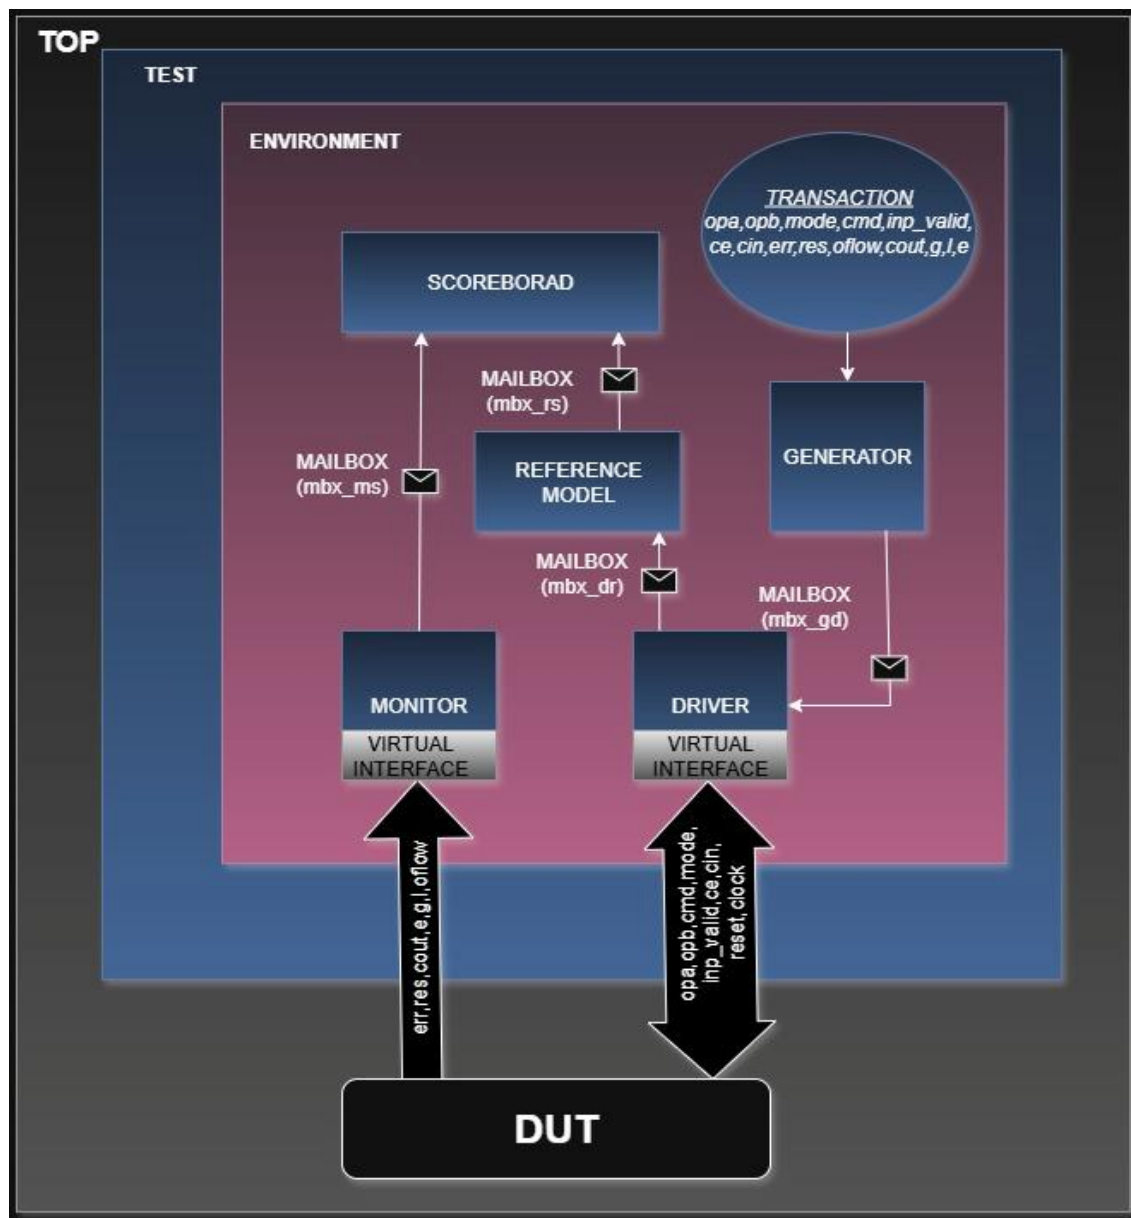 TOP
TEST
ENVIRONMENT
TRANSACTION
opa,opb,mode,cmd,inp_valid,
ce,cin,err,res,oflow,cout,g,l,e
SCOREBORAD
MAILBOX
(mbx_rs)
GENERATOR
MAILBOX
(mbx_ms)
REFERENCE
MODEL
MAILBOX
(mbx_dr)
MAILBOX
(mbx_gd)
MONITOR
VIRTUAL
INTERFACE
DRIVER
VIRTUAL
INTERFACE
err,res,cout,e,g,l,oflow
opa,opb,cmd,mode,
inp_valid,ce,cin,
reset,clock
DUT